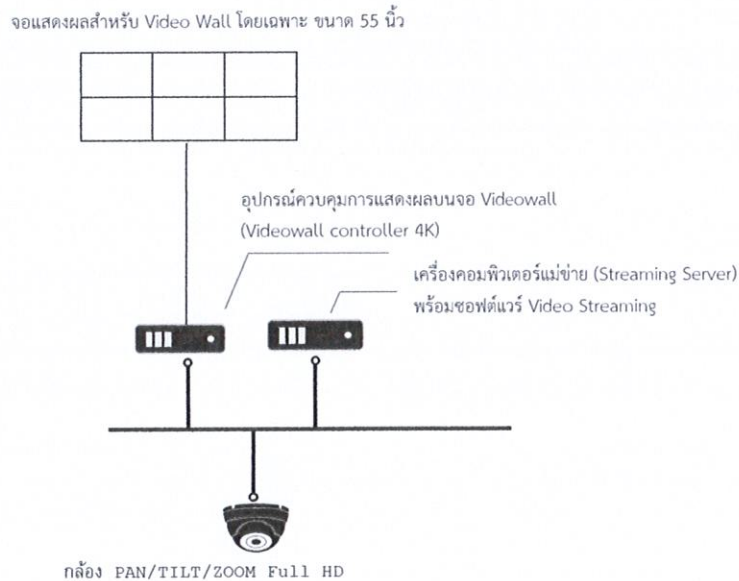 จอแสดงผลสำหรับ Video Wall โดยเฉพาะ ขนาด 55 นิ้ว
อุปกรณ์ควบคุมการแสดงผลบนจอ Videowall
(Videowall controller 4K)
เครื่องคอมพิวเตอร์แม่ข่าย (Streaming Server)
พร้อมซอฟต์แวร์ Video Streaming
กล้อง PAN/TILT/ZOOM Full HD